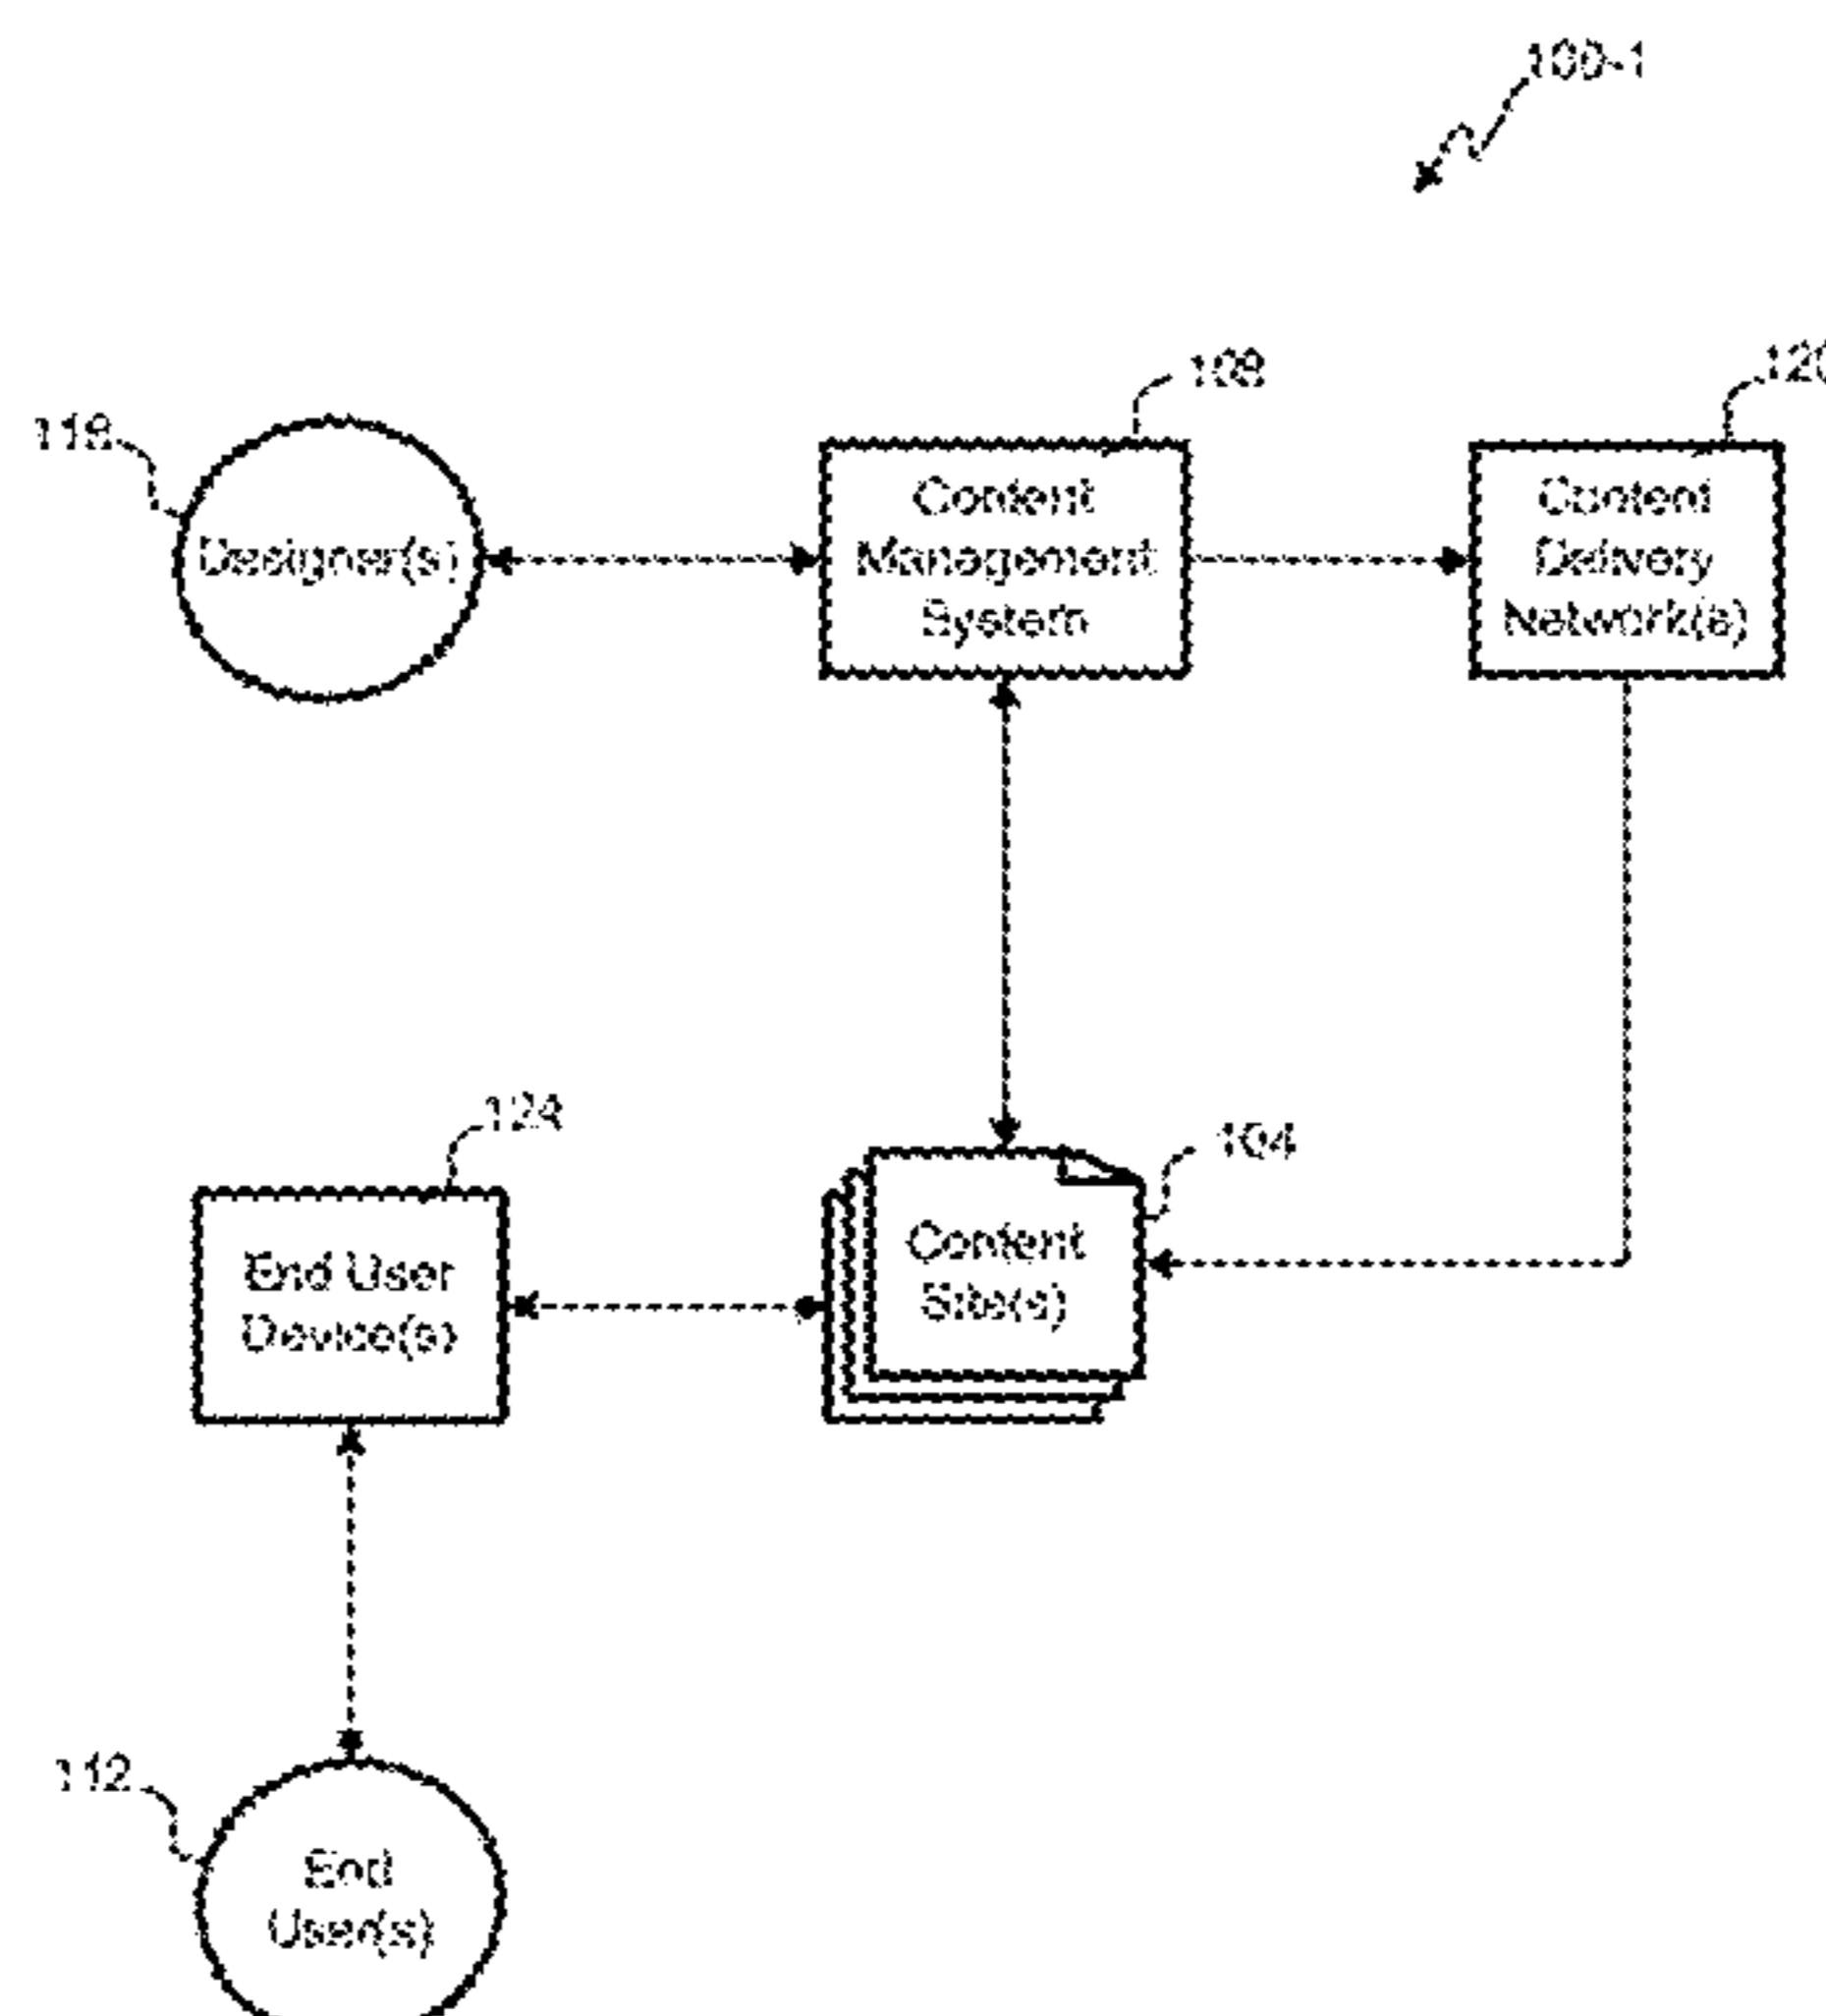 100-1
108
120
Content
Management
System
Content
Delivery
Network(s)
Designer(s)
124
104
End User
Device(s)
Content
Site(s)
112
End
User(s)